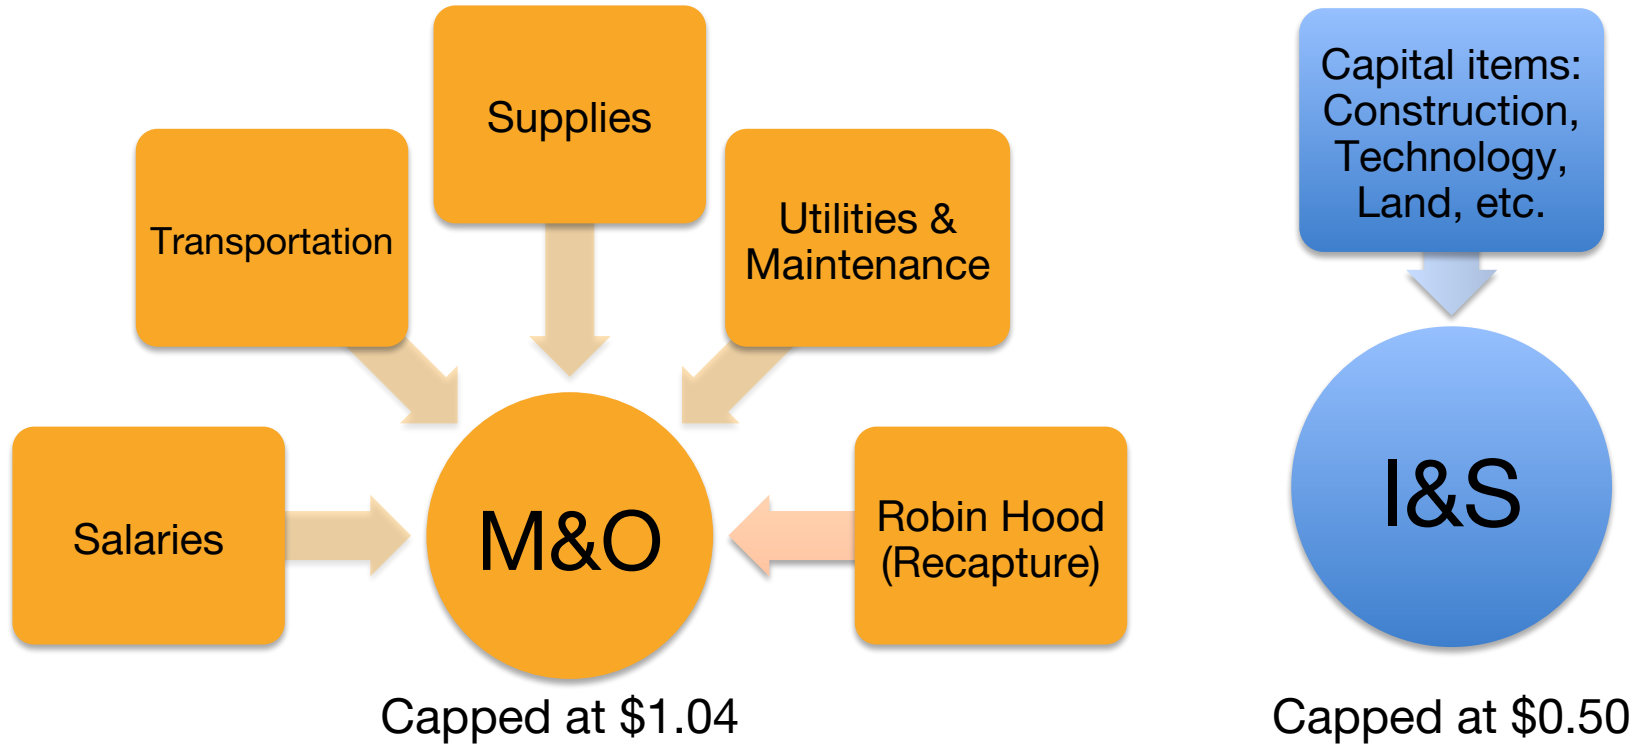 Supplies
Transportation
Utilities &
Maintenance
Salaries
M&O
Robin Hood
(Recapture)
Capped at $1.04
Capital items:
Construction,
Technology,
Land, etc.
I&S
Capped at $0.50